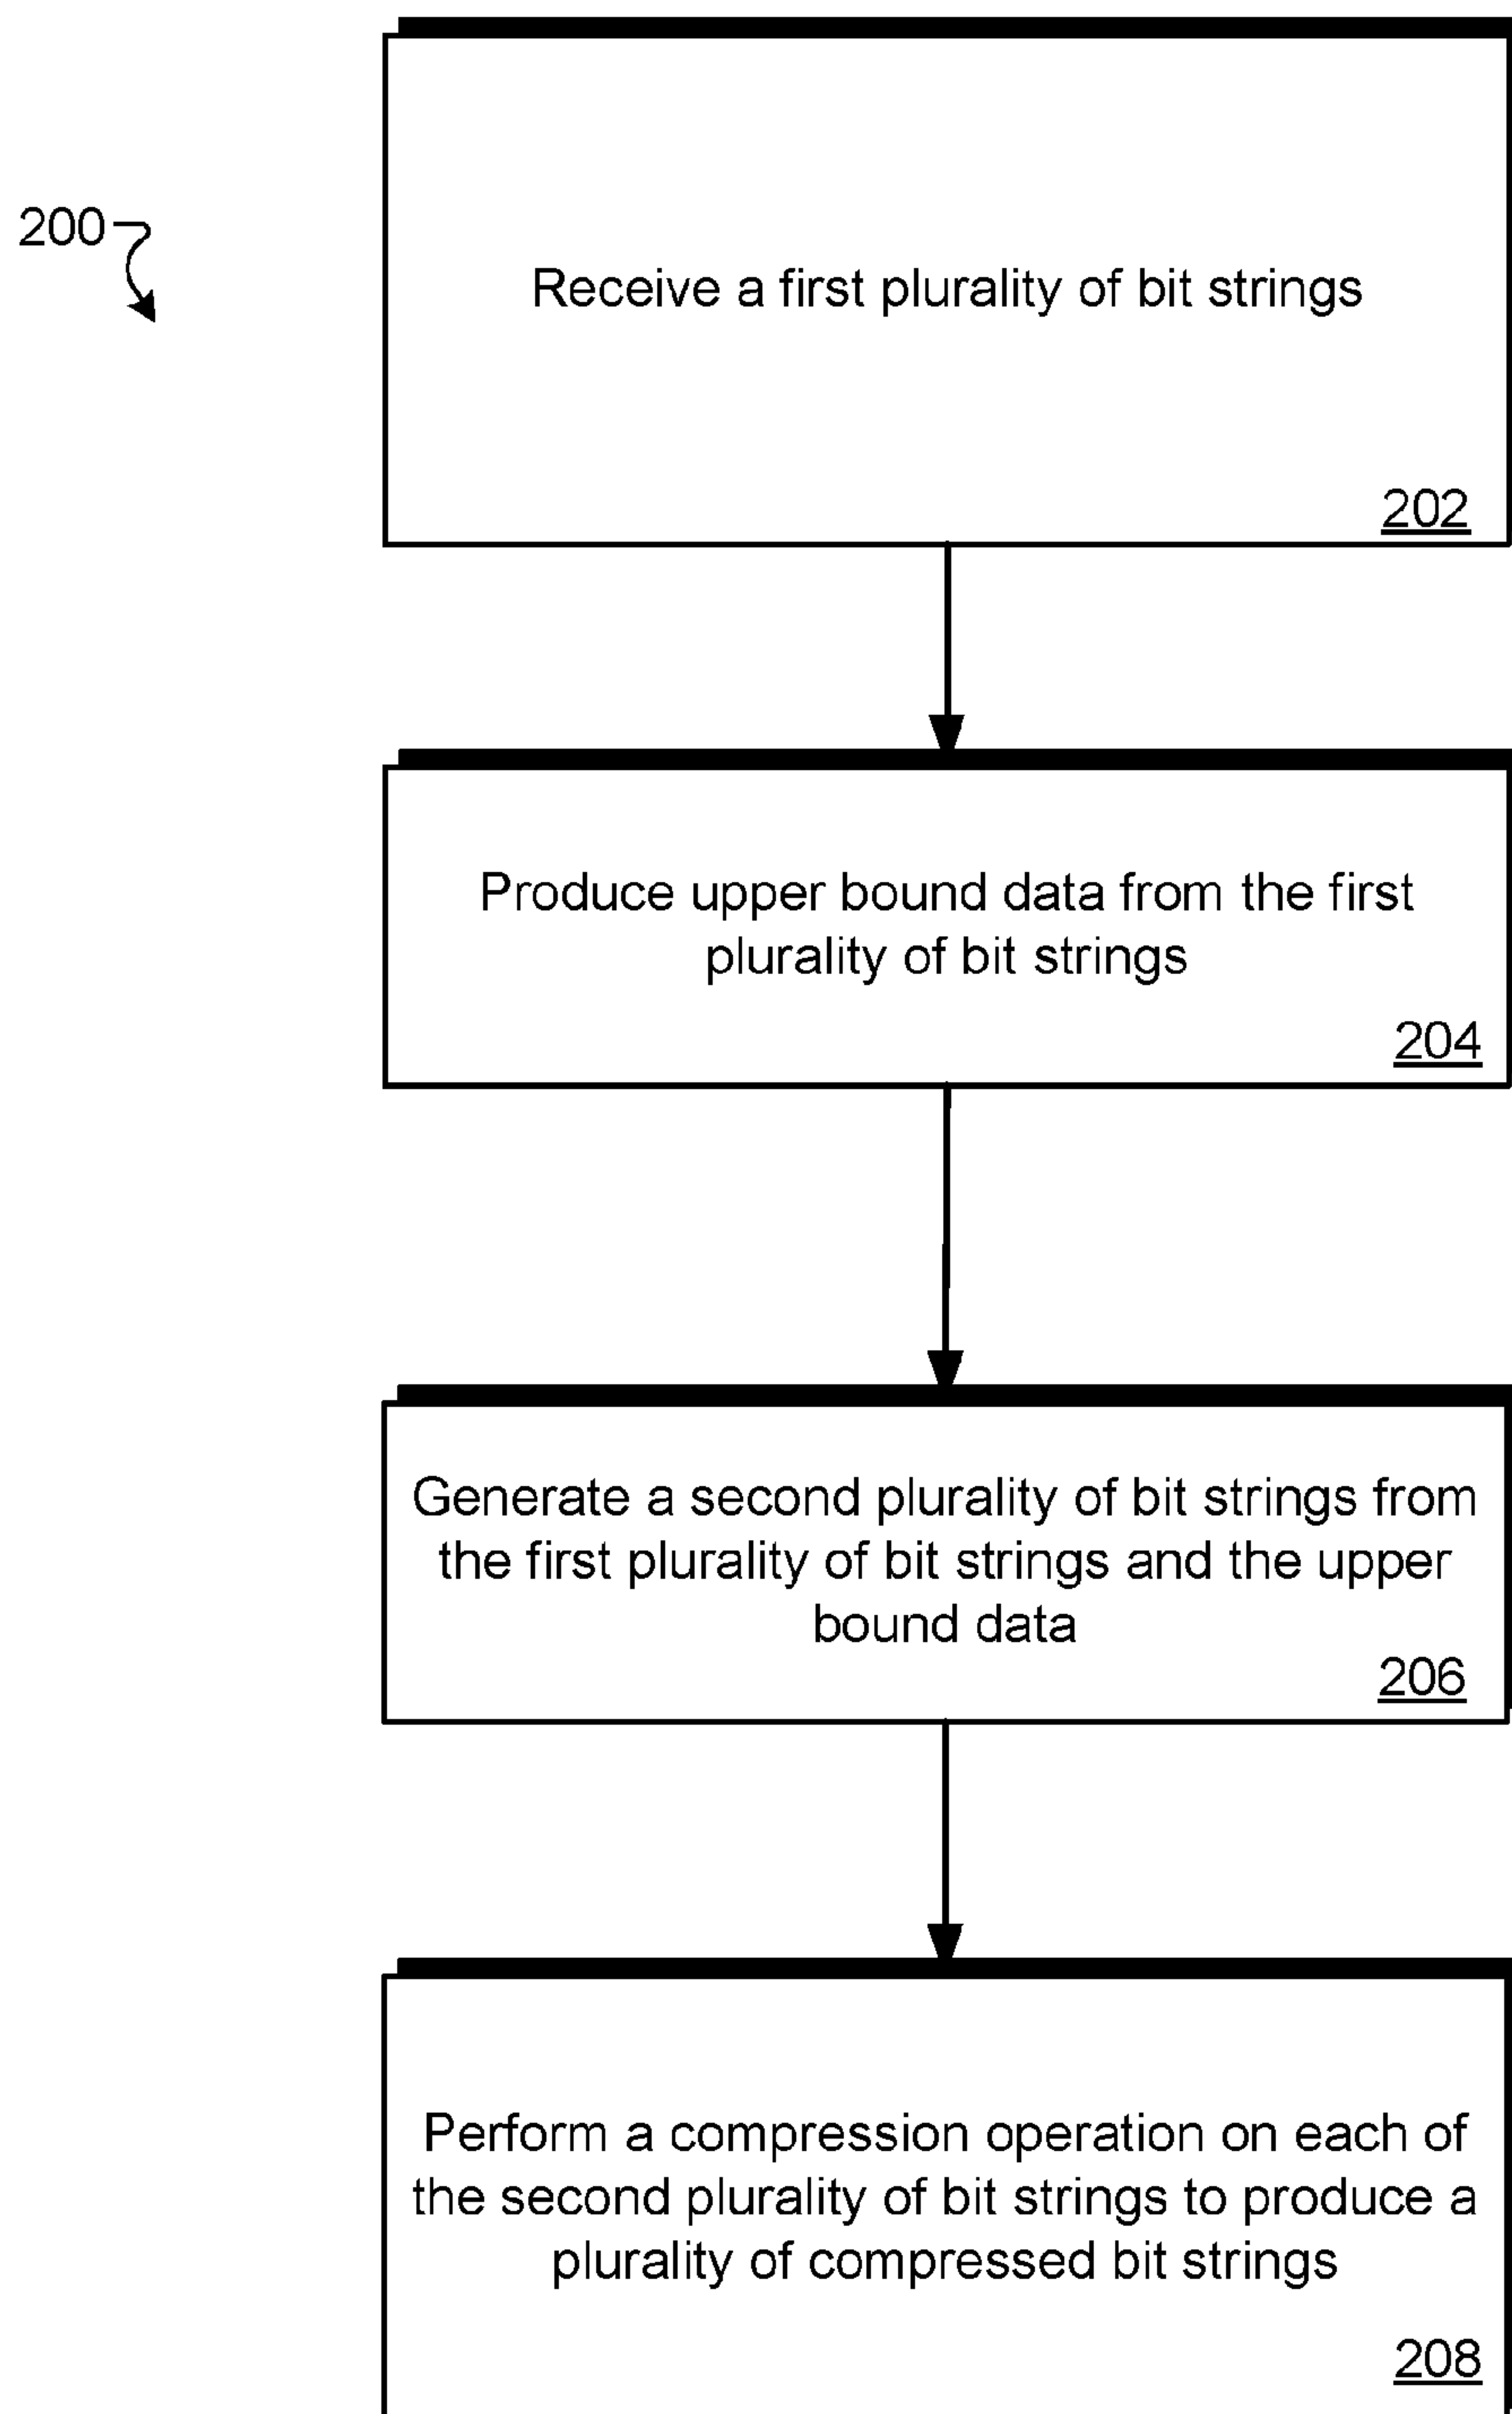 200
Receive a first plurality of bit strings
202
Produce upper bound data from the first
plurality of bit strings
204
Generate a second plurality of bit strings from
the first plurality of bit strings and the upper
bound data
206
Perform a compression operation on each of
the second plurality of bit strings to produce a
plurality of compressed bit strings
208